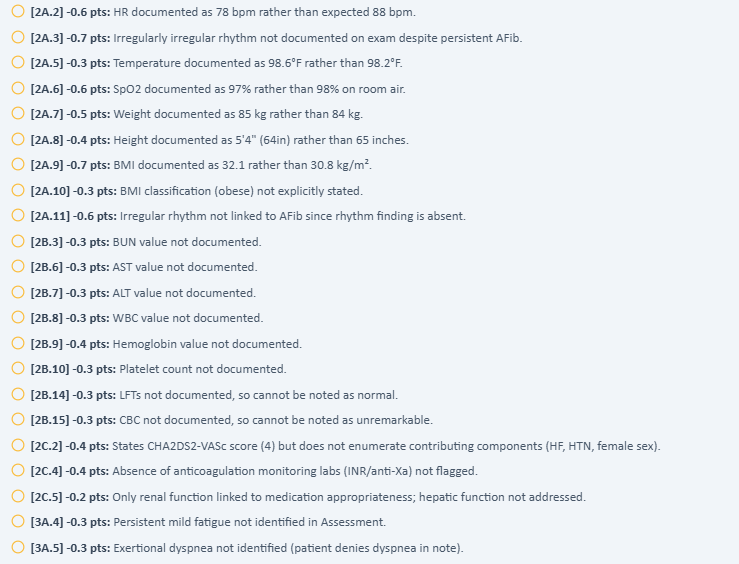 [2A.2] -0.6 pts: HR documented as 78 bpm rather than expected 88 bpm.
[2A.3] -0.7 pts: Irregularly irregular rhythm not documented on exam despite persistent AFib.
[2A.5] -0.3 pts: Temperature documented as 98.6°F rather than 98.2°F.
[2A.6] -0.6 pts: SpO2 documented as 97% rather than 98% on room air.
[2A.7] -0.5 pts: Weight documented as 85 kg rather than 84 kg.
[2A.8] -0.4 pts: Height documented as 5'4" (64in) rather than 65 inches.
[2A.9] -0.7 pts: BMI documented as 32.1 rather than 30.8 kg/m².
[2A.10] -0.3 pts: BMI classification (obese) not explicitly stated.
[2A.11] -0.6 pts: Irregular rhythm not linked to AFib since rhythm finding is absent.
[2B.3] -0.3 pts: BUN value not documented.
[2B.6] -0.3 pts: AST value not documented.
[2B.7] -0.3 pts: ALT value not documented.
[2B.8] -0.3 pts: WBC value not documented.
[2B.9] -0.4 pts: Hemoglobin value not documented.
[2B.10] -0.3 pts: Platelet count not documented.
[2B.14] -0.3 pts: LFTs not documented, so cannot be noted as normal.
[2B.15] -0.3 pts: CBC not documented, so cannot be noted as unremarkable.
[2C.2] -0.4 pts: States CHA2DS2-VASc score (4) but does not enumerate contributing components (HF, HTN, female sex).
[2C.4] -0.4 pts: Absence of anticoagulation monitoring labs (INR/anti-Xa) not flagged.
[2C.5] -0.2 pts: Only renal function linked to medication appropriateness; hepatic function not addressed.
[3A.4] -0.3 pts: Persistent mild fatigue not identified in Assessment.
[3A.5] -0.3 pts: Exertional dyspnea not identified (patient denies dyspnea in note).